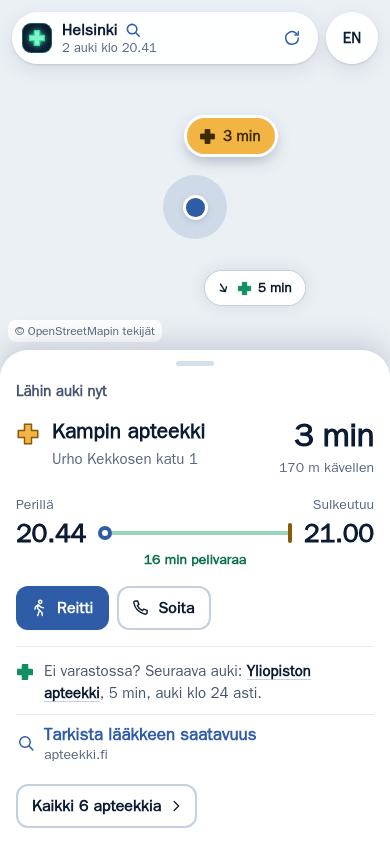 Helsinki
2 auki klo 20.41
EN
3 min
5 min
© OpenStreetMapin tekijät
Lähin auki nyt
Kampin apteekki
3 min
Urho Kekkosen katu 1
170 m kävellen
Perillä
Sulkeutuu
20.44
21.00
16 min pelivaraa
Reitti
Soita
Ei varastossa? Seuraava auki: Yliopiston
apteekki, 5 min, auki klo 24 asti.
Tarkista lääkkeen saatavuus
apteekki.fi
Kaikki 6 apteekkia